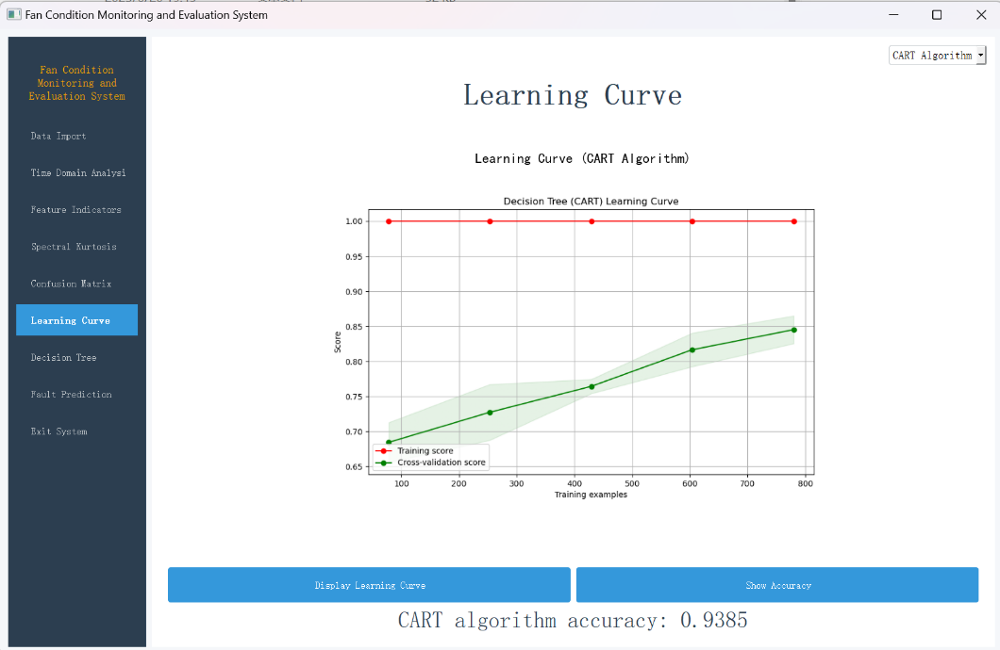 Fan Condition Monitoring and Evaluation System
Fan Condition
Monitoring and
Evaluation System
Data Import
Time Domain Analysi
Feature Indicators
Spectral Kurtosis
Confusion Matrix
Learning Curve
Decision Tree
Fault Prediction
Exit System
CART Algorithm
Learning Curve
Learning Curve (CART Algorithm)
Decision Tree (CART) Learning Curve
1.00
0.95
0.90
0.85
0.80
0.75
0.70
0.65
Score
Training score
Cross-validation score
100 200 300 400 500 600 700 800
Training examples
Display Learning Curve
Show Accuracy
CART algorithm accuracy: 0.9385